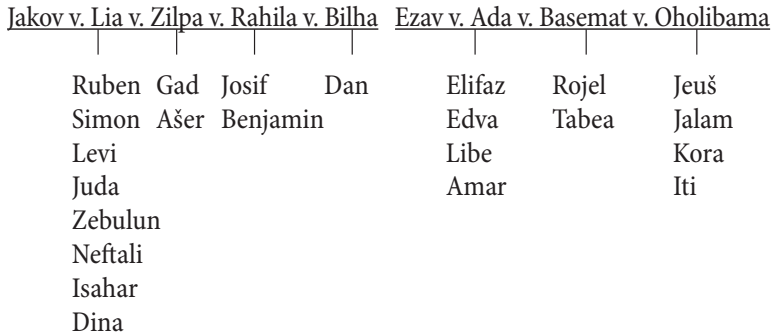 Jakov v. Lia v. Zilpa v. Rahila v. Bilha Ezav v. Ada v. Basemat v. Oholibama
Ruben Gad Josif Dan Elifaz Rojel Jeuš
Simon Ašer Benjamin Edva Tabea Jalam
Levi Libe Kora
Juda Amar Iti
Zebulun
Neftali
Isahar
Dina